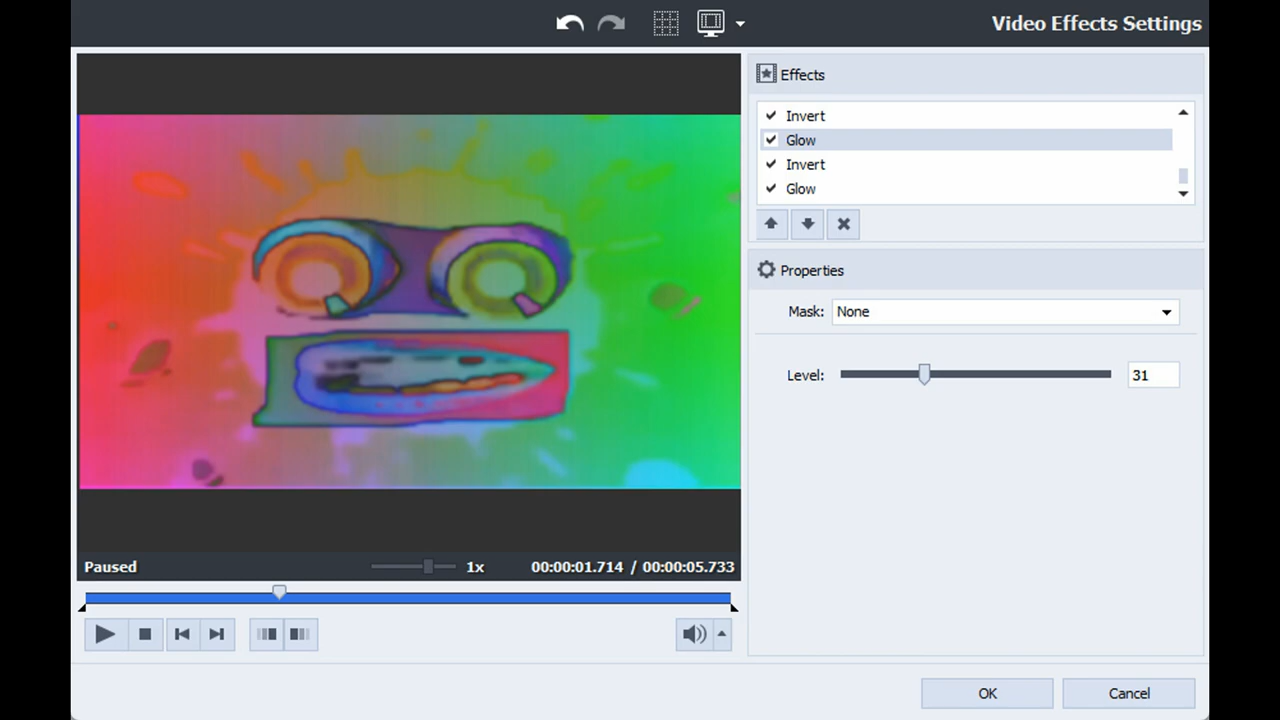 Video Effects Settings
Effects
Invert
Glow
Invert
Glow
Properties
Mask: None
Level: 31
Paused 1x 00:00:01.714 / 00:00:05.733
OK Cancel